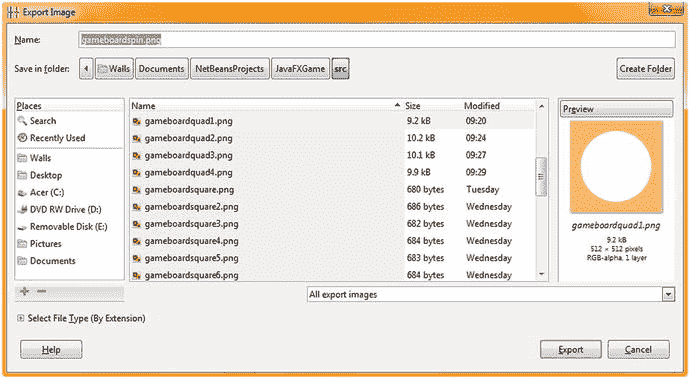 Export Image
Name: gameboardspin.png
Save in folder: Walls Documents NetBeansProjects JavaFXGame src Create Folder
Places
Search
Recently Used
Walls
Desktop
Acer (C:)
DVD RW Drive (D:)
Removable Disk (E:)
Pictures
Documents
Name Size Modified
gameboardquad1.png 9.2 kB 09:20
gameboardquad2.png 10.2 kB 09:24
gameboardquad3.png 10.1 kB 09:27
gameboardquad4.png 9.9 kB 09:29
gameboardsquare.png 680 bytes Tuesday
gameboardsquare2.png 686 bytes Wednesday
gameboardsquare3.png 682 bytes Wednesday
gameboardsquare4.png 684 bytes Wednesday
gameboardsquare5.png 683 bytes Wednesday
gameboardsquare6.png 684 bytes Wednesday
Preview
gameboardquad1.png
9.2 kB
512 × 512 pixels
RGB-alpha, 1 layer
All export images
Select File Type (By Extension)
Help Export Cancel